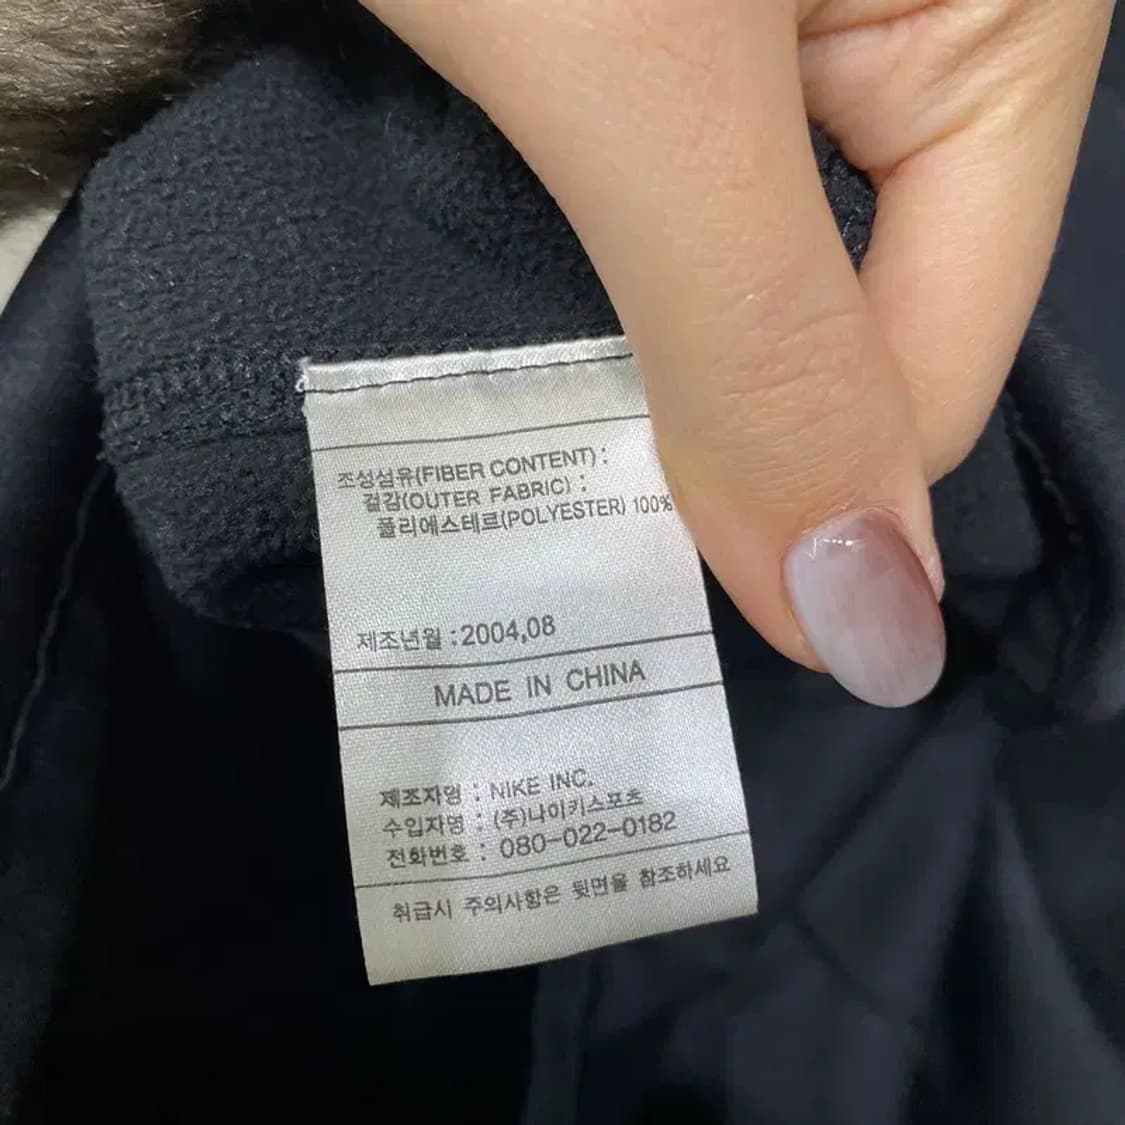 조성섬유(FIBER CONTENT) :
겉감(OUTER FABRIC) :
폴리에스테르(POLYESTER) 100%
제조년월 : 2004,08
MADE IN CHINA
제조자명 : NIKE INC.
수입자명 : (주)나이키스포츠
전화번호 : 080-022-0182
취급시 주의사항은 뒷면을 참조하세요